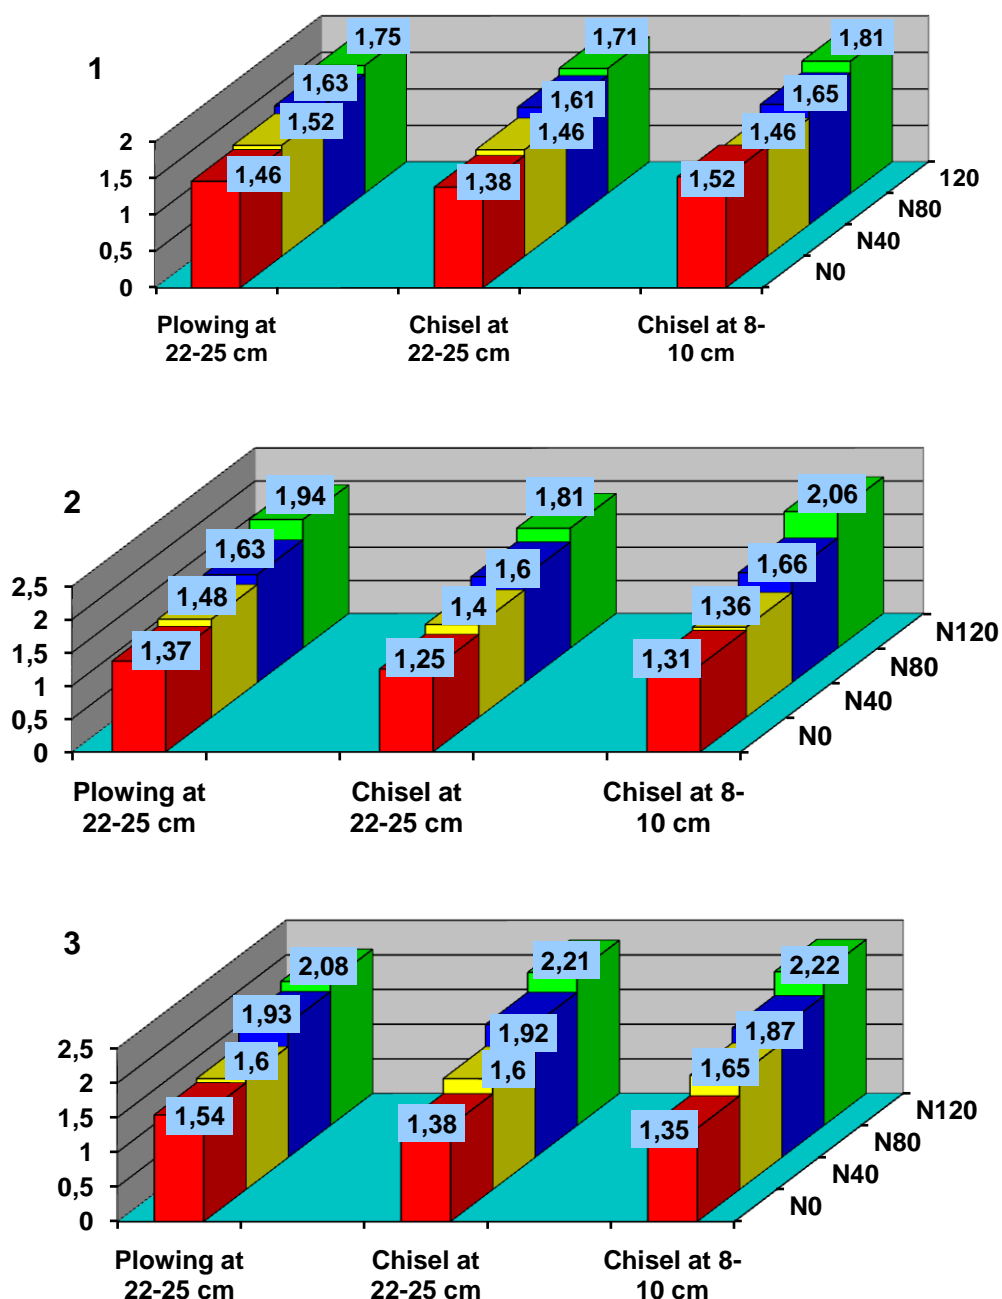 1
1,75
1,71
1,81
1,63
1,61
1,65
1,52
1,46
1,46
1,46
1,38
1,52
2
1,5
1
0,5
0
120
N80
N40
N0
Plowing at
22-25 cm
Chisel at
22-25 cm
Chisel at 8-
10 cm
2
1,94
1,81
2,06
1,63
1,6
1,66
1,48
1,4
1,36
1,37
1,25
1,31
2,5
2
1,5
1
0,5
0
N120
N80
N40
N0
Plowing at
22-25 cm
Chisel at
22-25 cm
Chisel at 8-
10 cm
3
2,08
2,21
2,22
1,93
1,92
1,87
1,6
1,6
1,65
1,54
1,38
1,35
2,5
2
1,5
1
0,5
0
N120
N80
N40
N0
Plowing at
22-25 cm
Chisel at
22-25 cm
Chisel at 8-
10 cm